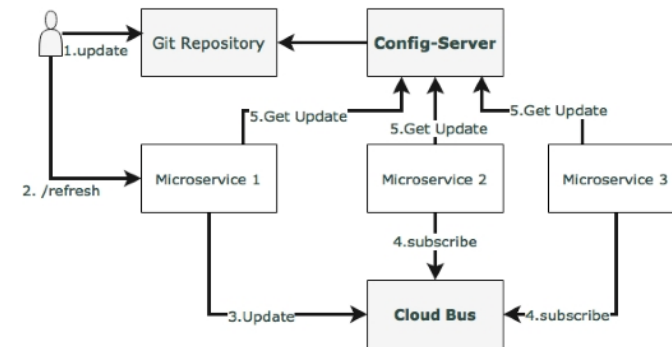 1.update
Git Repository
Config-Server
5.Get Update
5.Get Update
5.Get Update
2. /refresh
Microservice 1
Microservice 2
Microservice 3
4.subscribe
3.Update
Cloud Bus
4.subscribe